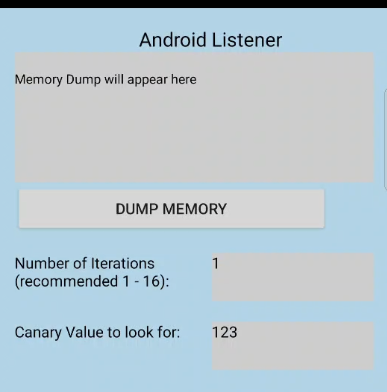 Android Listener
Memory Dump will appear here
DUMP MEMORY
Number of Iterations
(recommended 1 - 16):
1
Canary Value to look for:
123